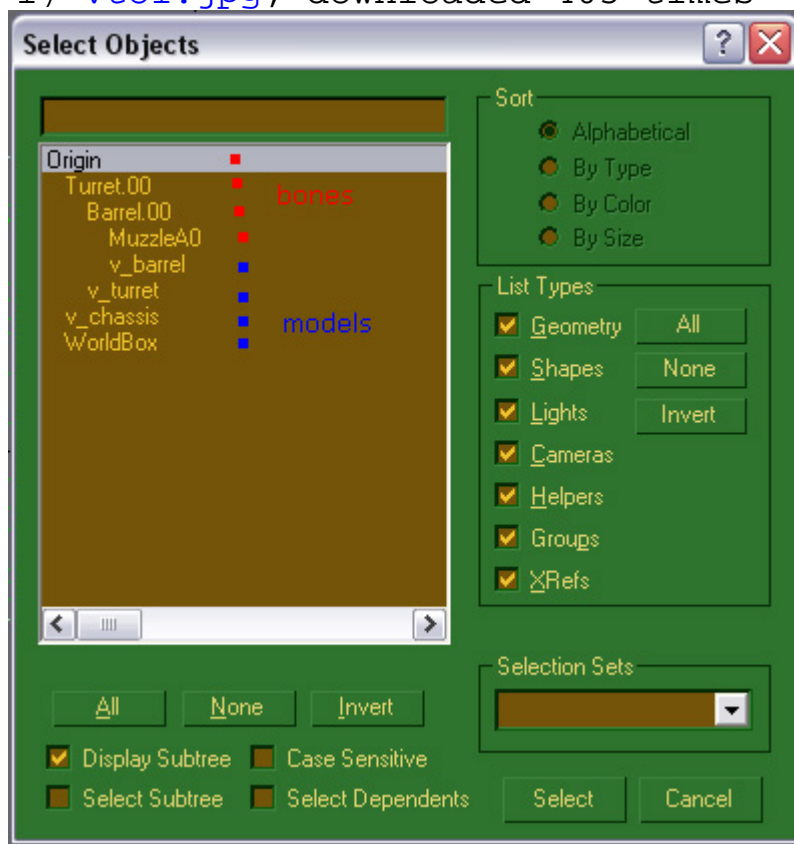 Select Objects
Origin
Turret.00
bones
Barrel.00
MuzzleA0
v_barrel
v_turret
v_chassis
models
WorldBox
Sort
Alphabetical
By Type
By Color
By Size
List Types
Geometry
All
Shapes
None
Lights
Invert
Cameras
Helpers
Groups
XRefs
Selection Sets
All
None
Invert
Display Subtree
Case Sensitive
Select Subtree
Select Dependents
Select
Cancel